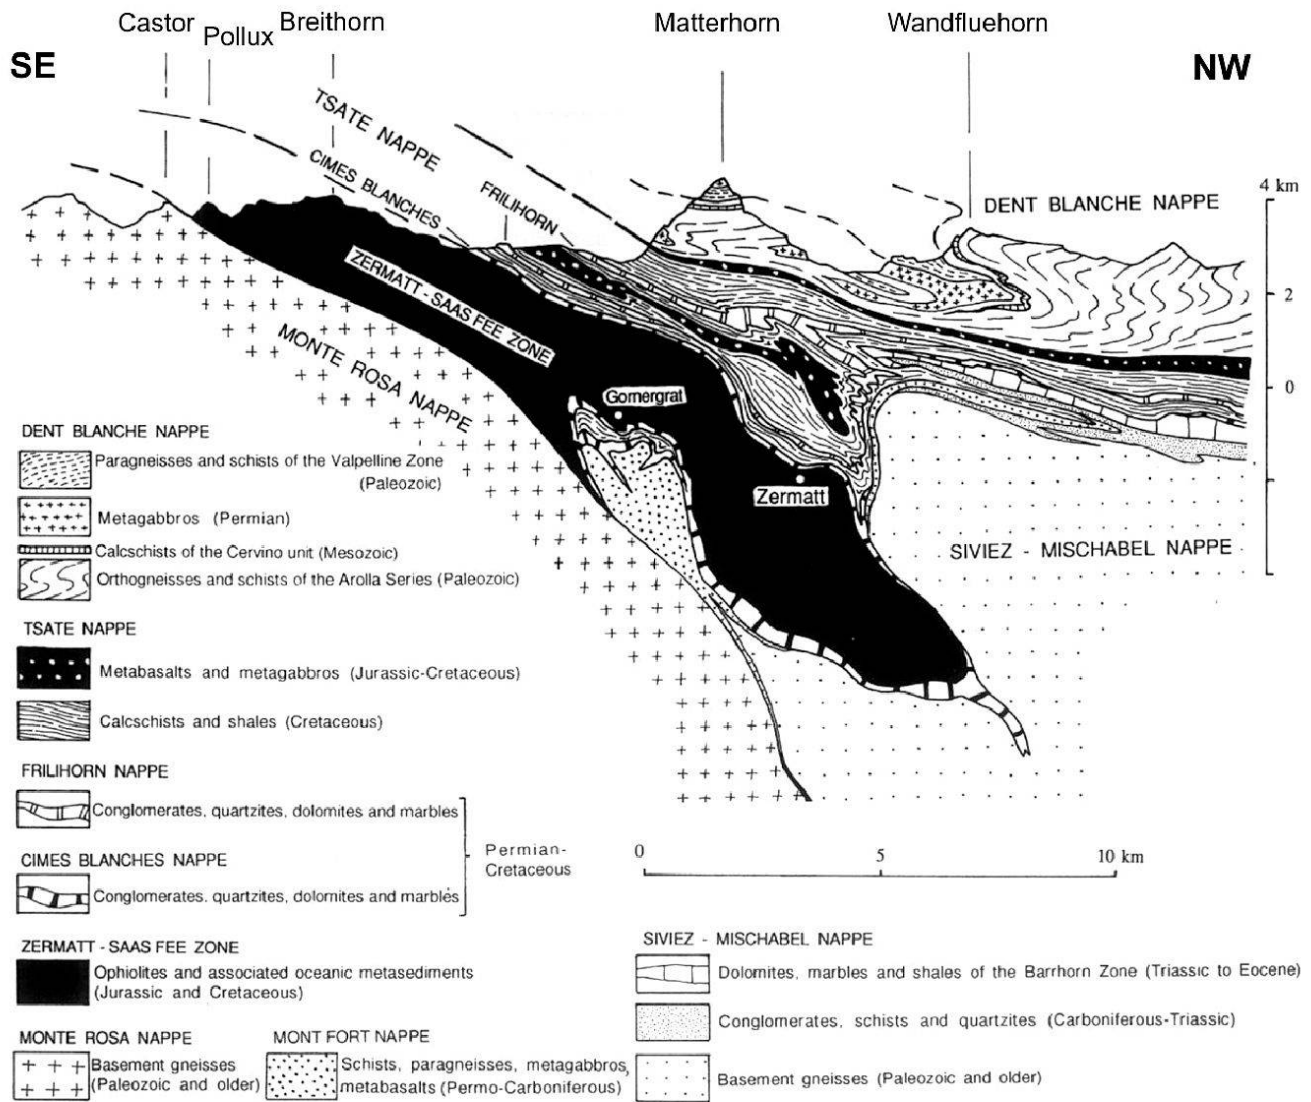 Castor
Pollux
Breithorn
Matterhorn
Wandfluehorn
SE
NW
TSATE NAPPE
CIMES BLANCHES
FRILIHORN
DENT BLANCHE NAPPE
4 km
2
0
ZERMATT - SAAS FEE ZONE
MONTE ROSA NAPPE
Gornergrat
Zermatt
SIVIEZ - MISCHABEL NAPPE
DENT BLANCHE NAPPE
Paragneisses and schists of the Valpelline Zone
(Paleozoic)
Metagabbros (Permian)
Calcschists of the Cervino unit (Mesozoic)
Orthogneisses and schists of the Arolla Series (Paleozoic)
TSATE NAPPE
Metabasalts and metagabbros (Jurassic-Cretaceous)
Calcschists and shales (Cretaceous)
FRILIHORN NAPPE
Conglomerates, quartzites, dolomites and marbles
CIMES BLANCHES NAPPE
Conglomerates, quartzites, dolomites and marbles
Permian-
Cretaceous
ZERMATT - SAAS FEE ZONE
Ophiolites and associated oceanic metasediments
(Jurassic and Cretaceous)
MONTE ROSA NAPPE
Basement gneisses
(Paleozoic and older)
MONT FORT NAPPE
Schists, paragneisses, metagabbros,
metabasalts (Permo-Carboniferous)
0 5 10 km
SIVIEZ - MISCHABEL NAPPE
Dolomites, marbles and shales of the Barrhorn Zone (Triassic to Eocene)
Conglomerates, schists and quartzites (Carboniferous-Triassic)
Basement gneisses (Paleozoic and older)